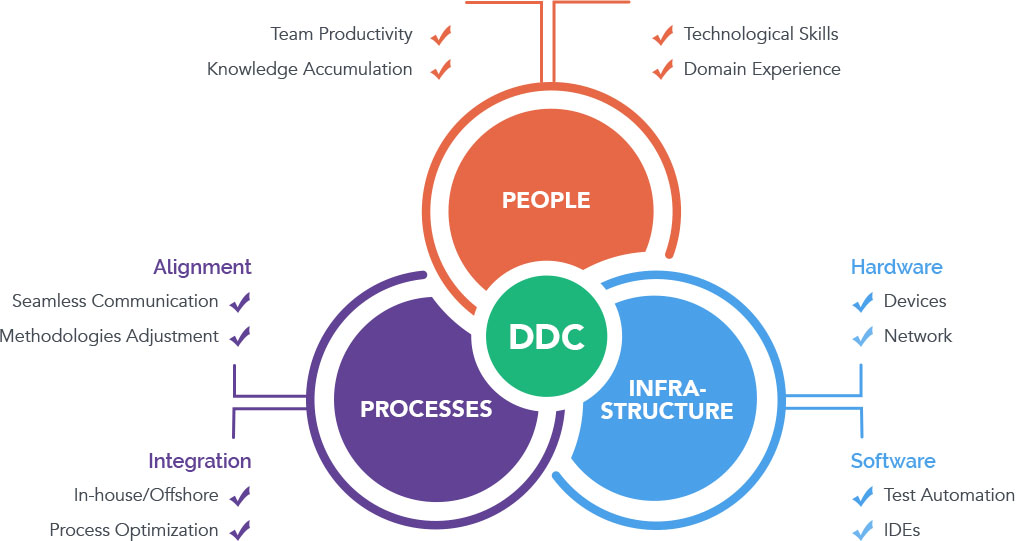 Team Productivity
Knowledge Accumulation
Technological Skills
Domain Experience
PEOPLE
Alignment
Seamless Communication
Methodologies Adjustment
Hardware
Devices
Network
DDC
PROCESSES
INFRA-
STRUCTURE
Integration
In-house/Offshore
Process Optimization
Software
Test Automation
IDEs